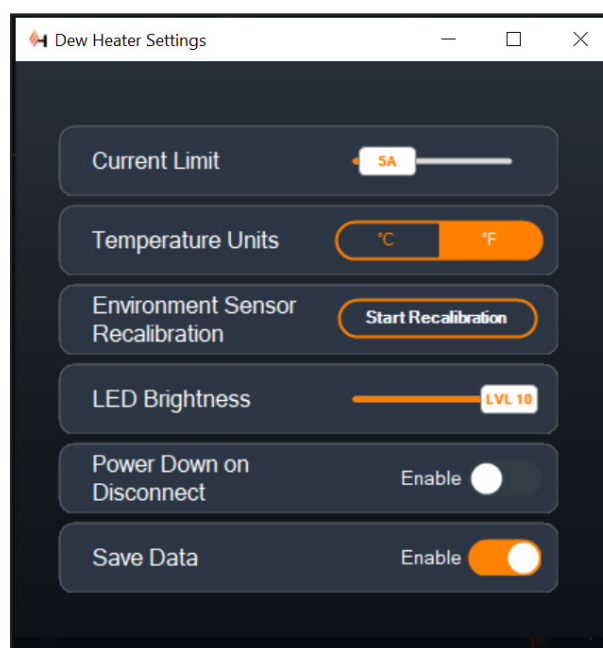 Dew Heater Settings
Current Limit
5A
Temperature Units
°C
°F
Environment Sensor
Recalibration
Start Recalibration
LED Brightness
LVL 10
Power Down on
Disconnect
Enable
Save Data
Enable